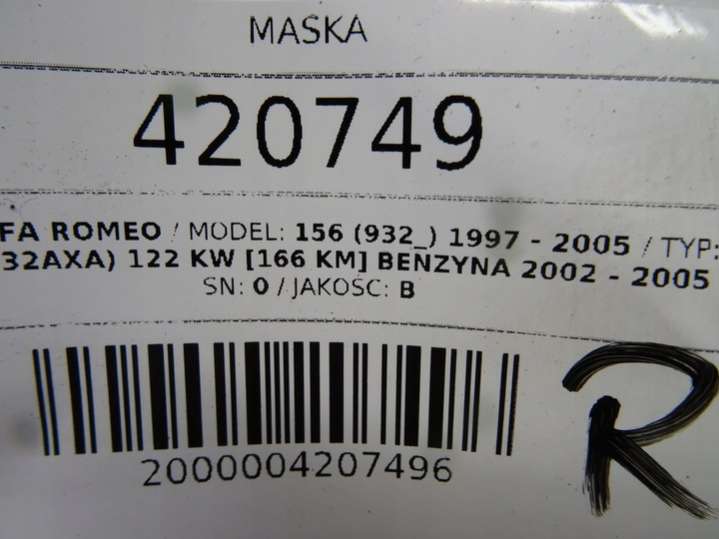 MASKA
420749
FA ROMEO / MODEL: 156 (932_) 1997 - 2005 / TYP:
32AXA) 122 KW [166 KM] BENZYNA 2002 - 2005
SN: 0 / JAKOŚC: B
2000004207496
R